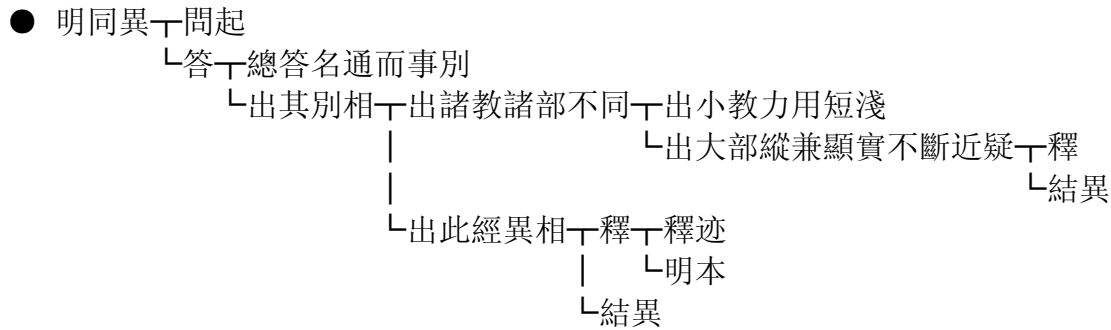 ● 明同異┬問起
└答┬總答名通而事別
└出其別相┬出諸教諸部不同┬出小教力用短淺
│ └出大部縱兼顯實不斷近疑┬釋
│ └結異
└出此經異相┬釋┬釋迹
│ └明本
└結異